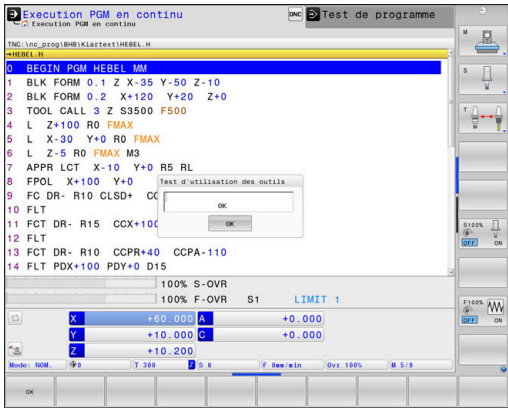 Execution PGM en continu
Execution PGM en continu
DNC
Test de programme
TNC:\nc_prog\BHB\Klartext\HEBEL.H
→HEBEL.H
0 BEGIN PGM HEBEL MM
1 BLK FORM 0.1 Z X-35 Y-50 Z-10
2 BLK FORM 0.2 X+120 Y+20 Z+0
3 TOOL CALL 3 Z S3500 F500
4 L Z+100 R0 FMAX
5 L X-30 Y+0 R0 FMAX
6 L Z-5 R0 FMAX M3
7 APPR LCT X-10 Y+0 R5 RL
8 FPOL X+100 Y+0
9 FC DR- R10 CLSD+ CC
10 FLT
11 FCT DR- R15 CCX+100
12 FLT
13 FCT DR- R10 CCPR+40 CCPA-110
14 FLT PDX+100 PDY+0 D15
Test d'utilisation des outils
OK
OK
100% S-OVR
100% F-OVR S1 LIMIT 1
X +60.000 A +0.000
Y +10.000 C +0.000
Z +10.200
Mode: NOM. 0 T 300 Z S 0 F 0mm/min Ovr 100% M 5/9
OK
M
S
T
S100%
OFF ON
F100%
OFF ON